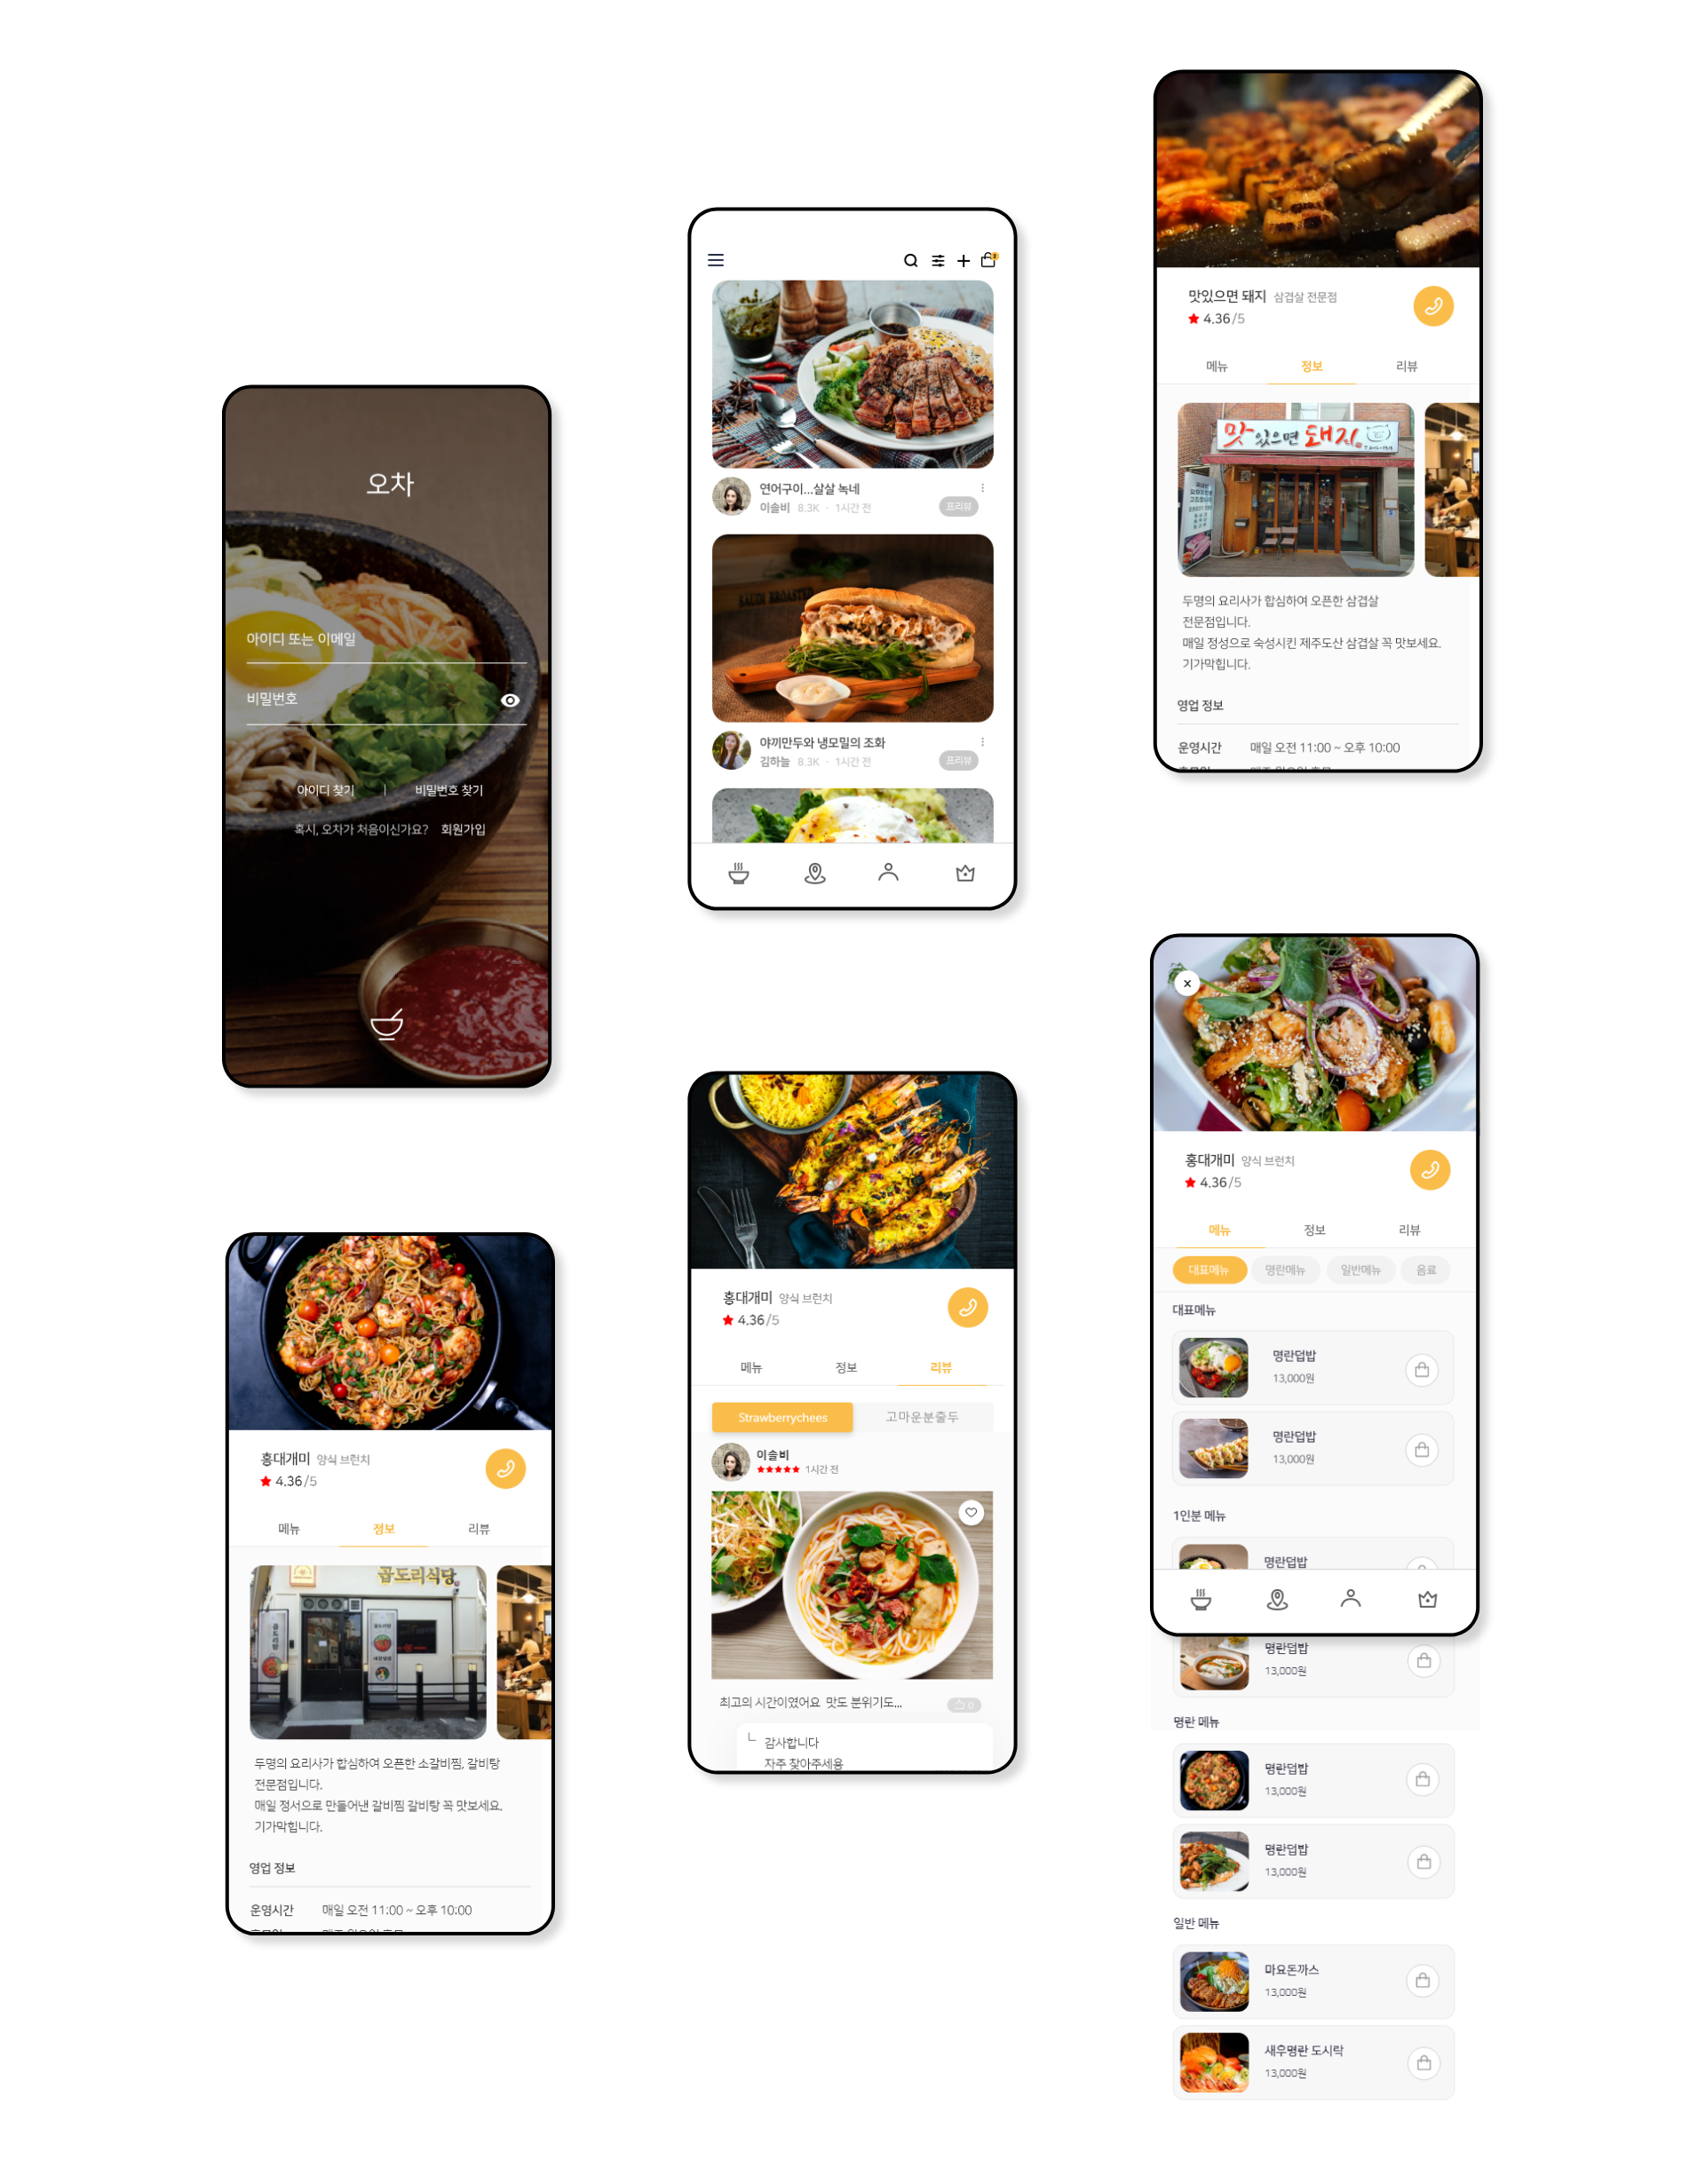 오차
아이디 또는 이메일
비밀번호
아이디 찾기 | 비밀번호 찾기
혹시, 오차가 처음이신가요? 회원가입
연어구이...살살 녹네
이솔비 8.3K · 1시간 전
프리뷰
SAUDI BROASTED
야끼만두와 냉모밀의 조화
김하늘 8.3K · 1시간 전
프리뷰
맛있으면 돼지 삼겹살 전문점
4.36/5
메뉴 정보 리뷰
맛있으면 돼지
두명의 요리사가 합심하여 오픈한 삼겹살
전문점입니다.
매일 정성으로 숙성시킨 제주도산 삼겹살 꼭 맛보세요.
기가막힙니다.
영업 정보
운영시간 매일 오전 11:00 ~ 오후 10:00
홍대개미 양식 브런치
4.36/5
메뉴 정보 리뷰
곱도리식당
곱도리탕
두명의 요리사가 합심하여 오픈한 소갈비찜, 갈비탕
전문점입니다.
매일 정서으로 만들어낸 갈비찜 갈비탕 꼭 맛보세요.
기가막힙니다.
영업 정보
운영시간 매일 오전 11:00 ~ 오후 10:00
홍대개미 양식 브런치
4.36/5
메뉴 정보 리뷰
Strawberrychees 고마운분줄두
이솔비
1시간 전
최고의 시간이였어요 맛도 분위기도...
0
감사합니다
자주 찾아주세용
x
홍대개미 양식 브런치
4.36/5
메뉴 정보 리뷰
대표메뉴 명란메뉴 일반메뉴 음료
대표메뉴
명란덥밥
13,000원
명란덥밥
13,000원
1인분 메뉴
명란덥밥
명란덥밥
13,000원
명란 메뉴
명란덥밥
13,000원
명란덥밥
13,000원
일반 메뉴
마요돈까스
13,000원
새우명란 도시락
13,000원